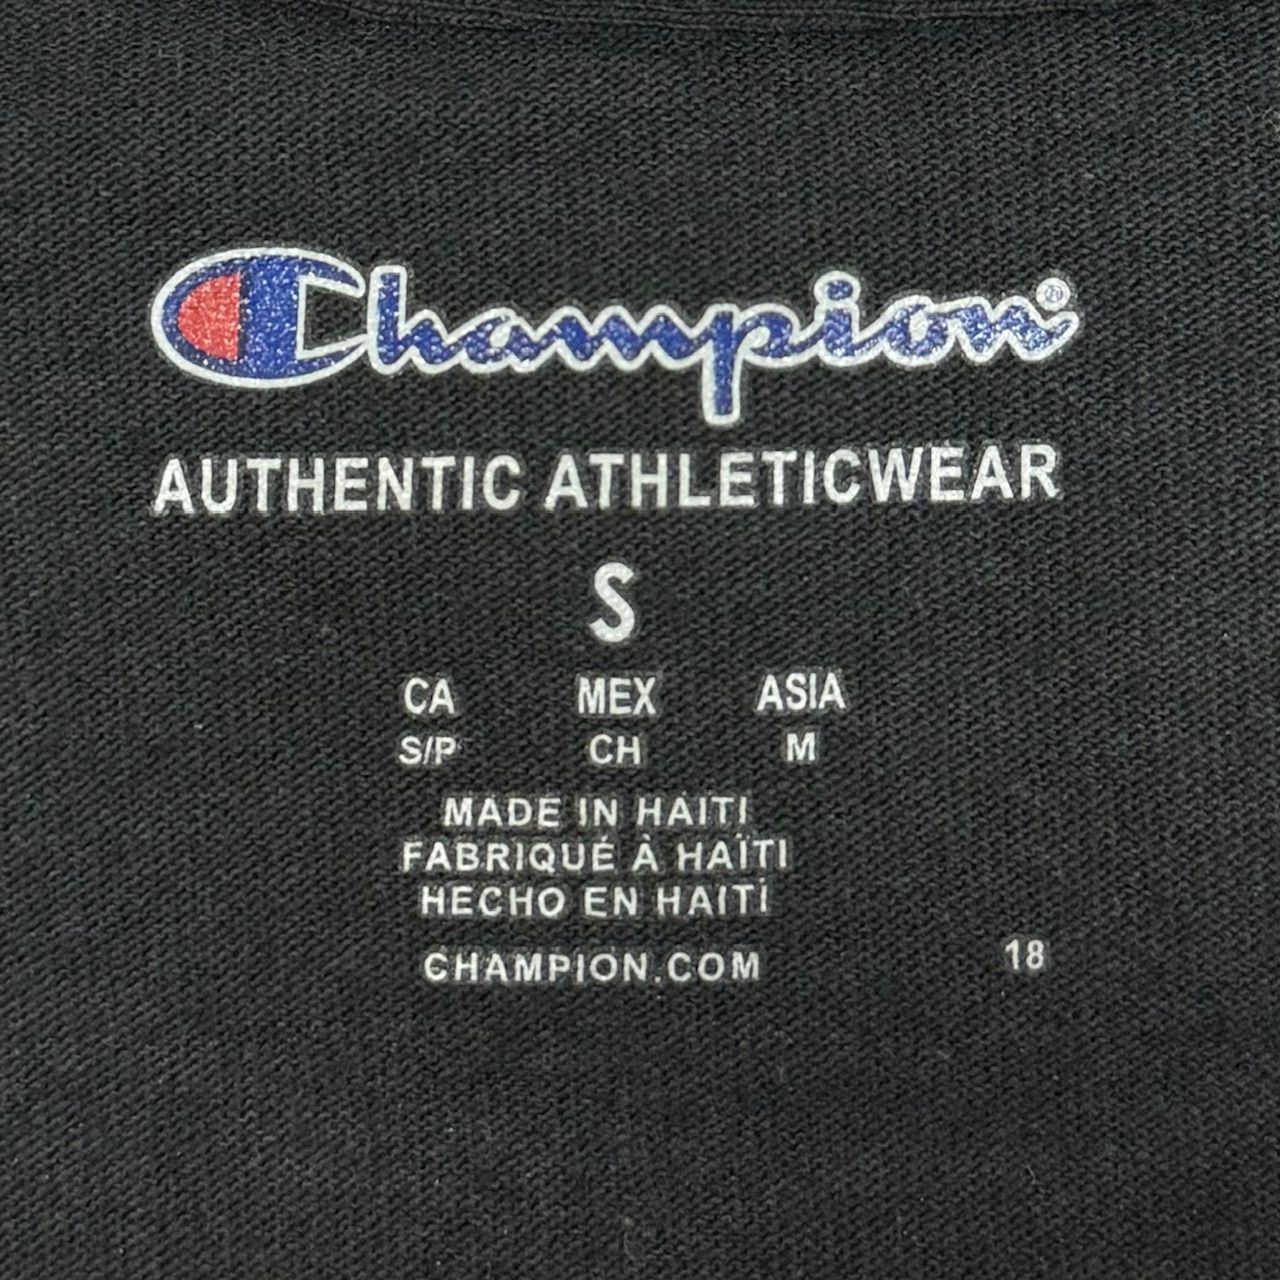 Champion®
AUTHENTIC ATHLETICWEAR
S
CA MEX ASIA
S/P CH M
MADE IN HAITI
FABRIQUÉ À HAÏTI
HECHO EN HAITÍ
CHAMPION.COM 18